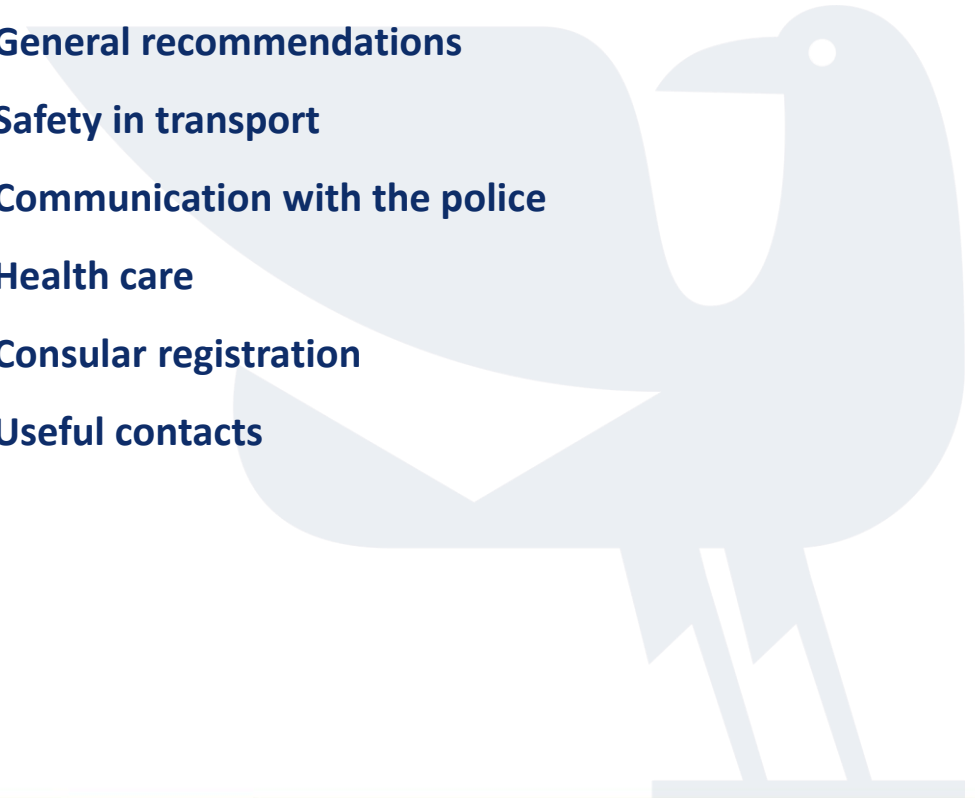 General recommendations
Safety in transport
Communication with the police
Health care
Consular registration
Useful contacts